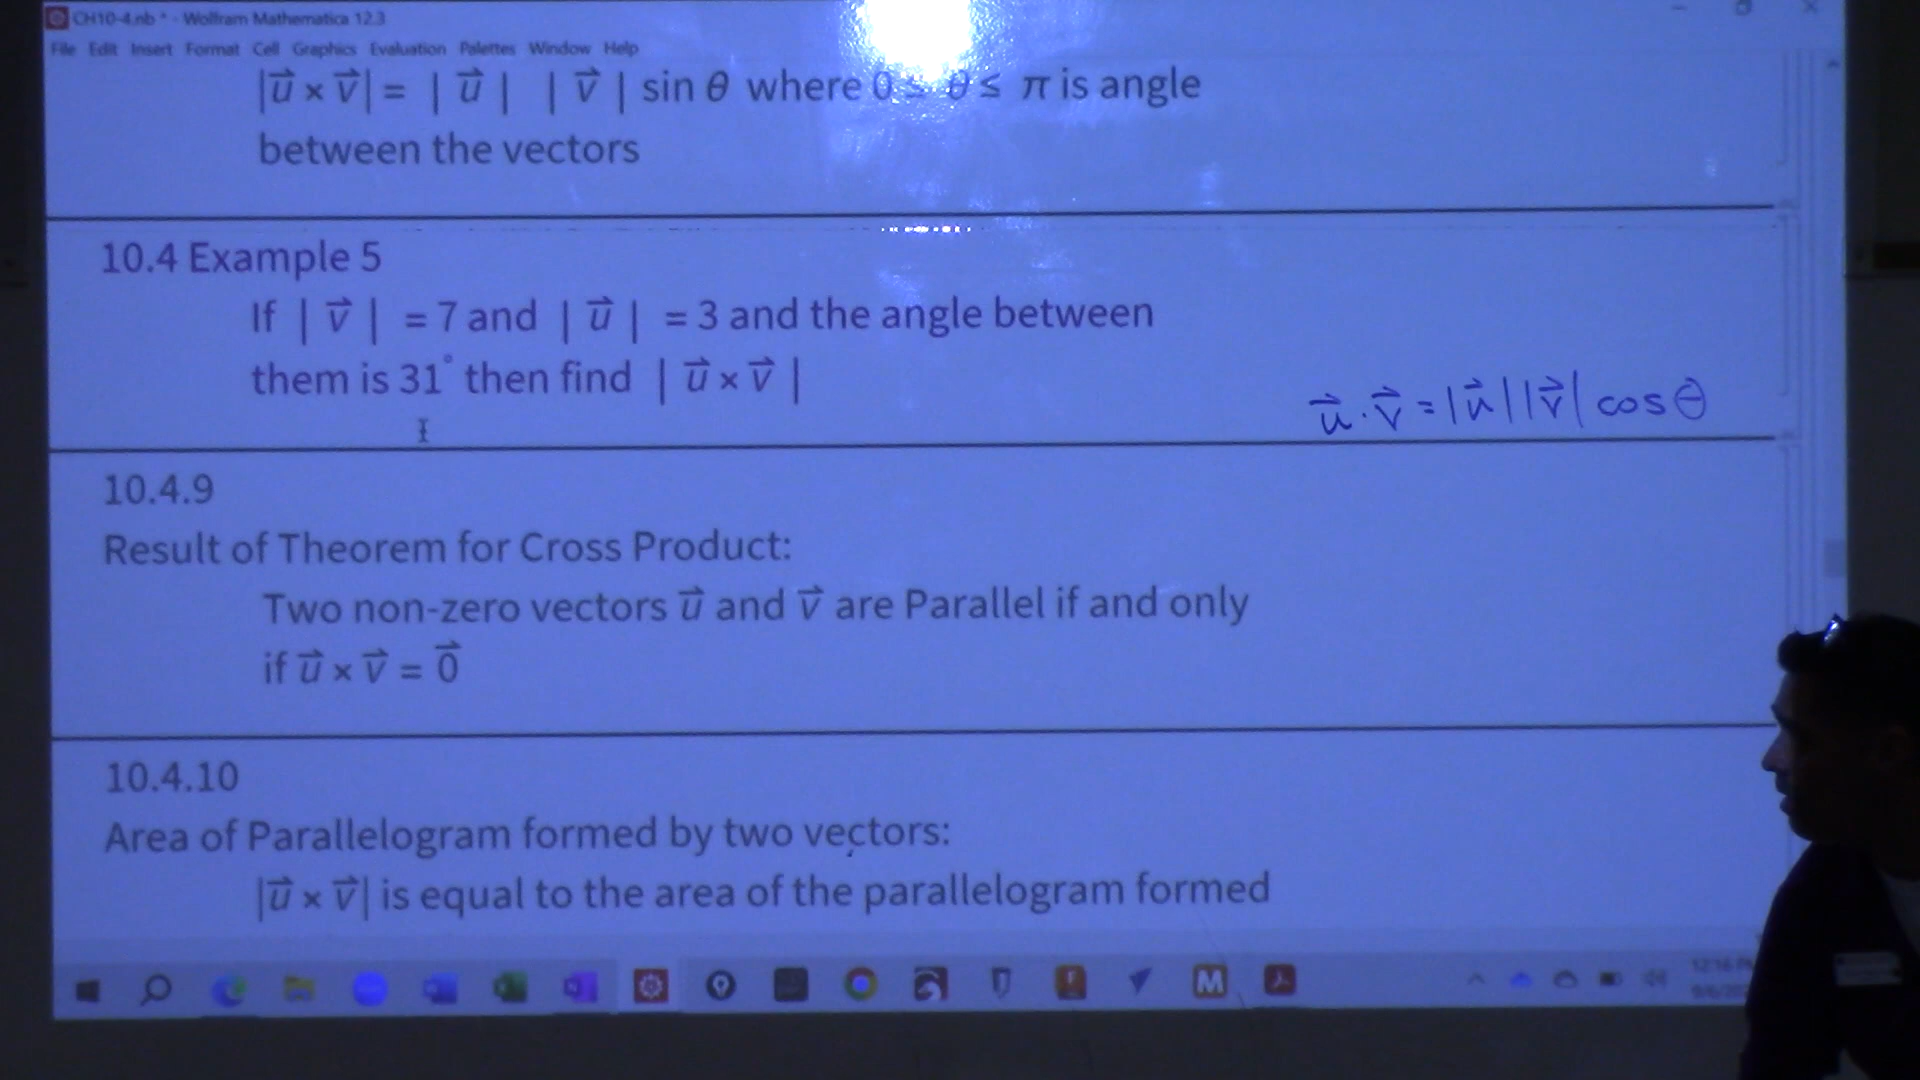 CH10-4.nb * - Wolfram Mathematica 12.3
File Edit Insert Format Cell Graphics Evaluation Palettes Window Help
|u⃗ × v⃗| = | u⃗ | | v⃗ | sin θ where 0 ≤ θ ≤ π is angle
between the vectors
10.4 Example 5
If | v⃗ | = 7 and | u⃗ | = 3 and the angle between
them is 31° then find | u⃗ × v⃗ |
u⃗ · v⃗ = |u⃗||v⃗| cos θ
10.4.9
Result of Theorem for Cross Product:
Two non-zero vectors u⃗ and v⃗ are Parallel if and only
if u⃗ × v⃗ = 0⃗
10.4.10
Area of Parallelogram formed by two vectors:
|u⃗ × v⃗| is equal to the area of the parallelogram formed
M